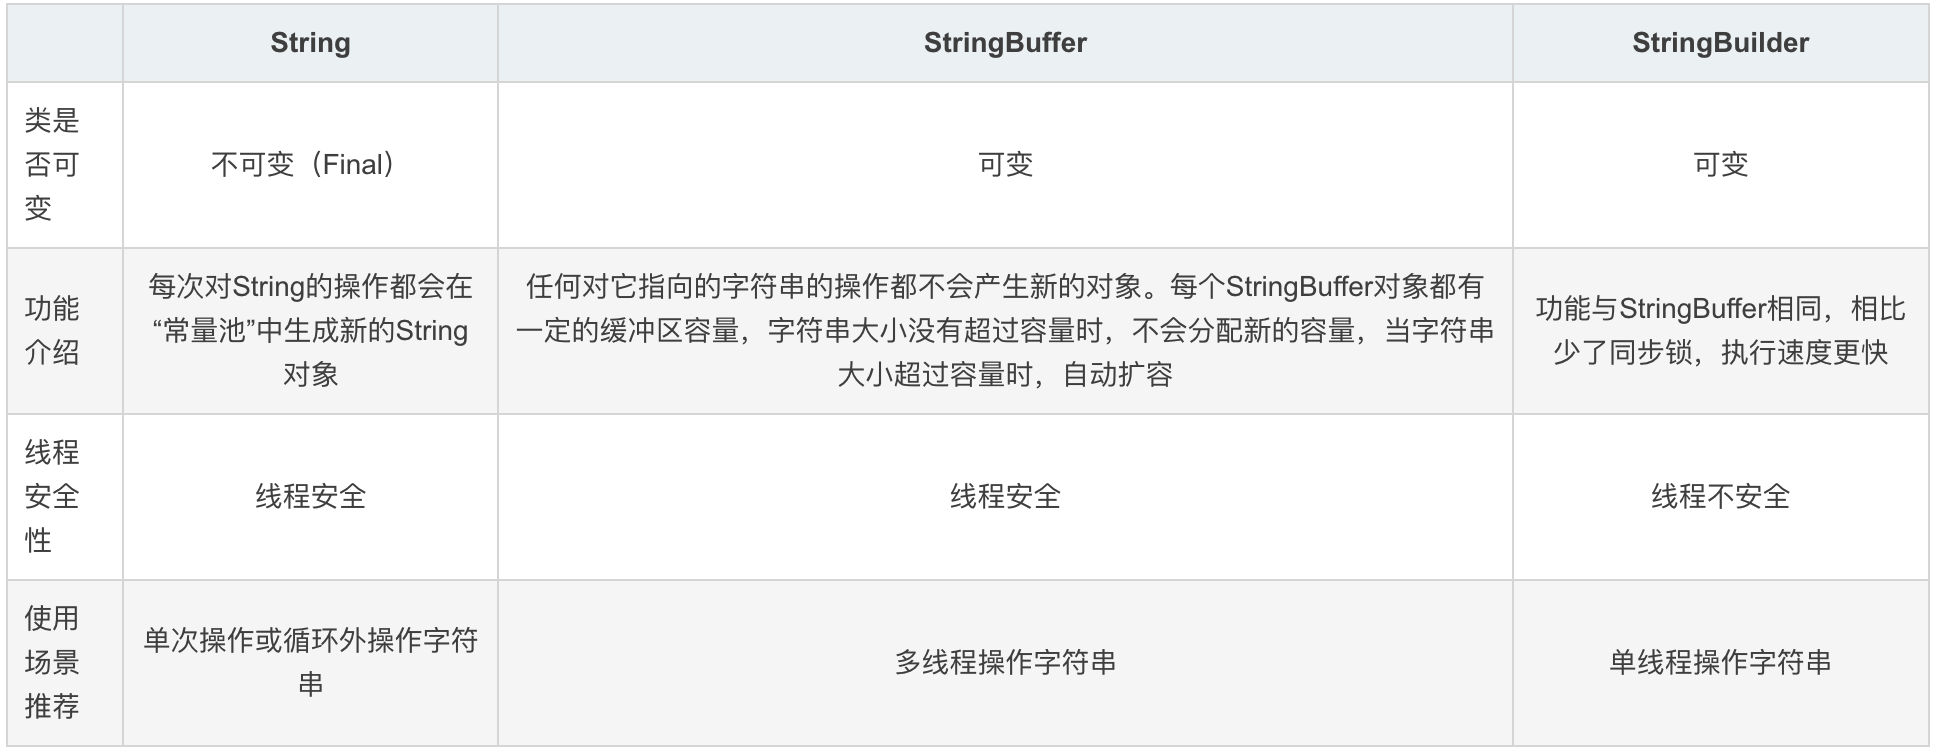 String
StringBuffer
StringBuilder
类是
否可
变
不可变（Final）
可变
可变
功能
介绍
每次对String的操作都会在
“常量池”中生成新的String
对象
任何对它指向的字符串的操作都不会产生新的对象。每个StringBuffer对象都有
一定的缓冲区容量，字符串大小没有超过容量时，不会分配新的容量，当字符串
大小超过容量时，自动扩容
功能与StringBuffer相同，相比
少了同步锁，执行速度更快
线程
安全
性
线程安全
线程安全
线程不安全
使用
场景
推荐
单次操作或循环外操作字符
串
多线程操作字符串
单线程操作字符串